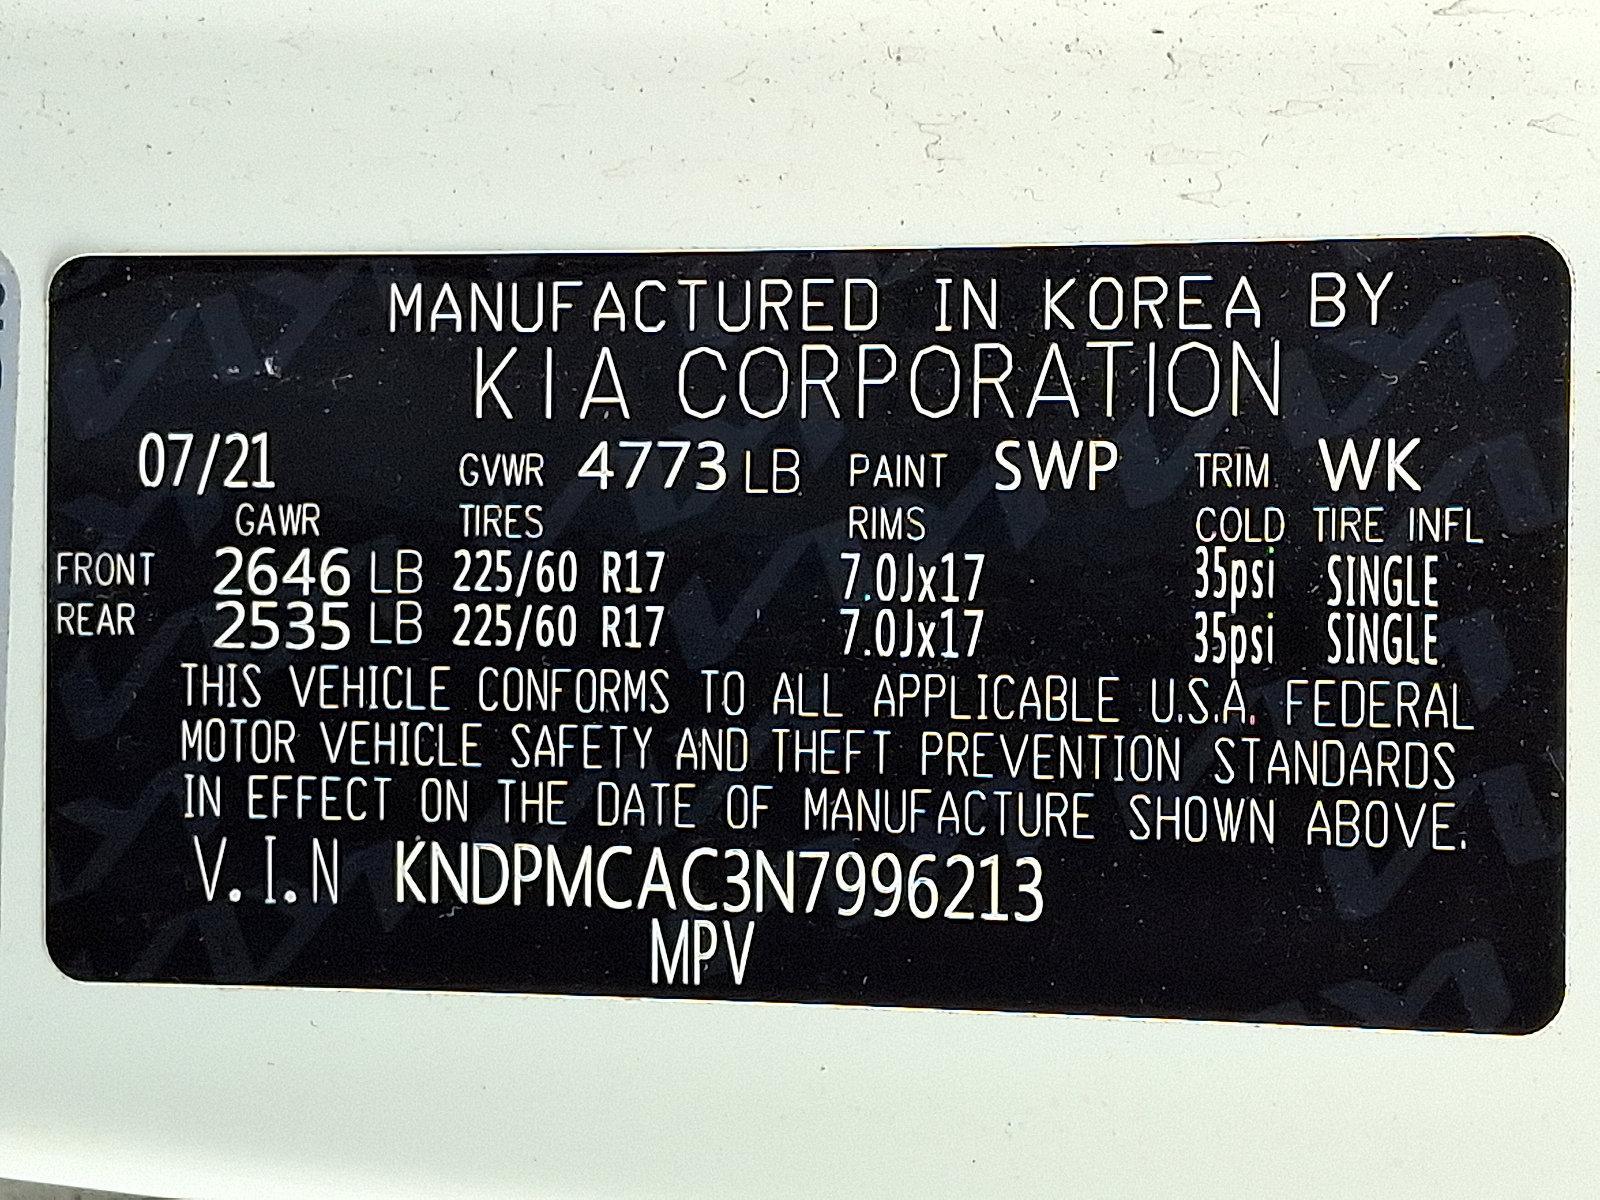 MANUFACTURED IN KOREA BY
KIA CORPORATION
07/21 GVWR 4773 LB PAINT SWP TRIM WK
GAWR TIRES RIMS COLD TIRE INFL
FRONT 2646 LB 225/60 R17 7.0Jx17 35psi SINGLE
REAR 2535 LB 225/60 R17 7.0Jx17 35psi SINGLE
THIS VEHICLE CONFORMS TO ALL APPLICABLE U.S.A. FEDERAL
MOTOR VEHICLE SAFETY AND THEFT PREVENTION STANDARDS
IN EFFECT ON THE DATE OF MANUFACTURE SHOWN ABOVE.
V.I.N KNDPMCAC3N7996213
MPV